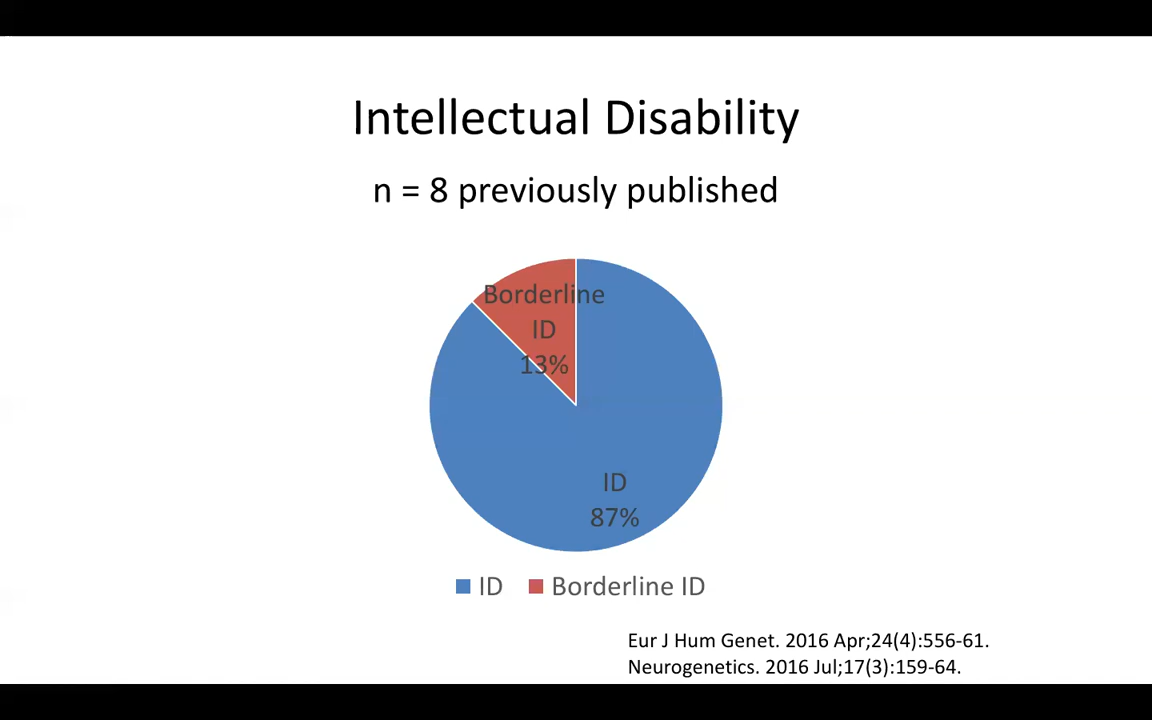 Intellectual Disability
n = 8 previously published
Borderline
ID
13%
ID
87%
ID Borderline ID
Eur J Hum Genet. 2016 Apr;24(4):556-61.
Neurogenetics. 2016 Jul;17(3):159-64.